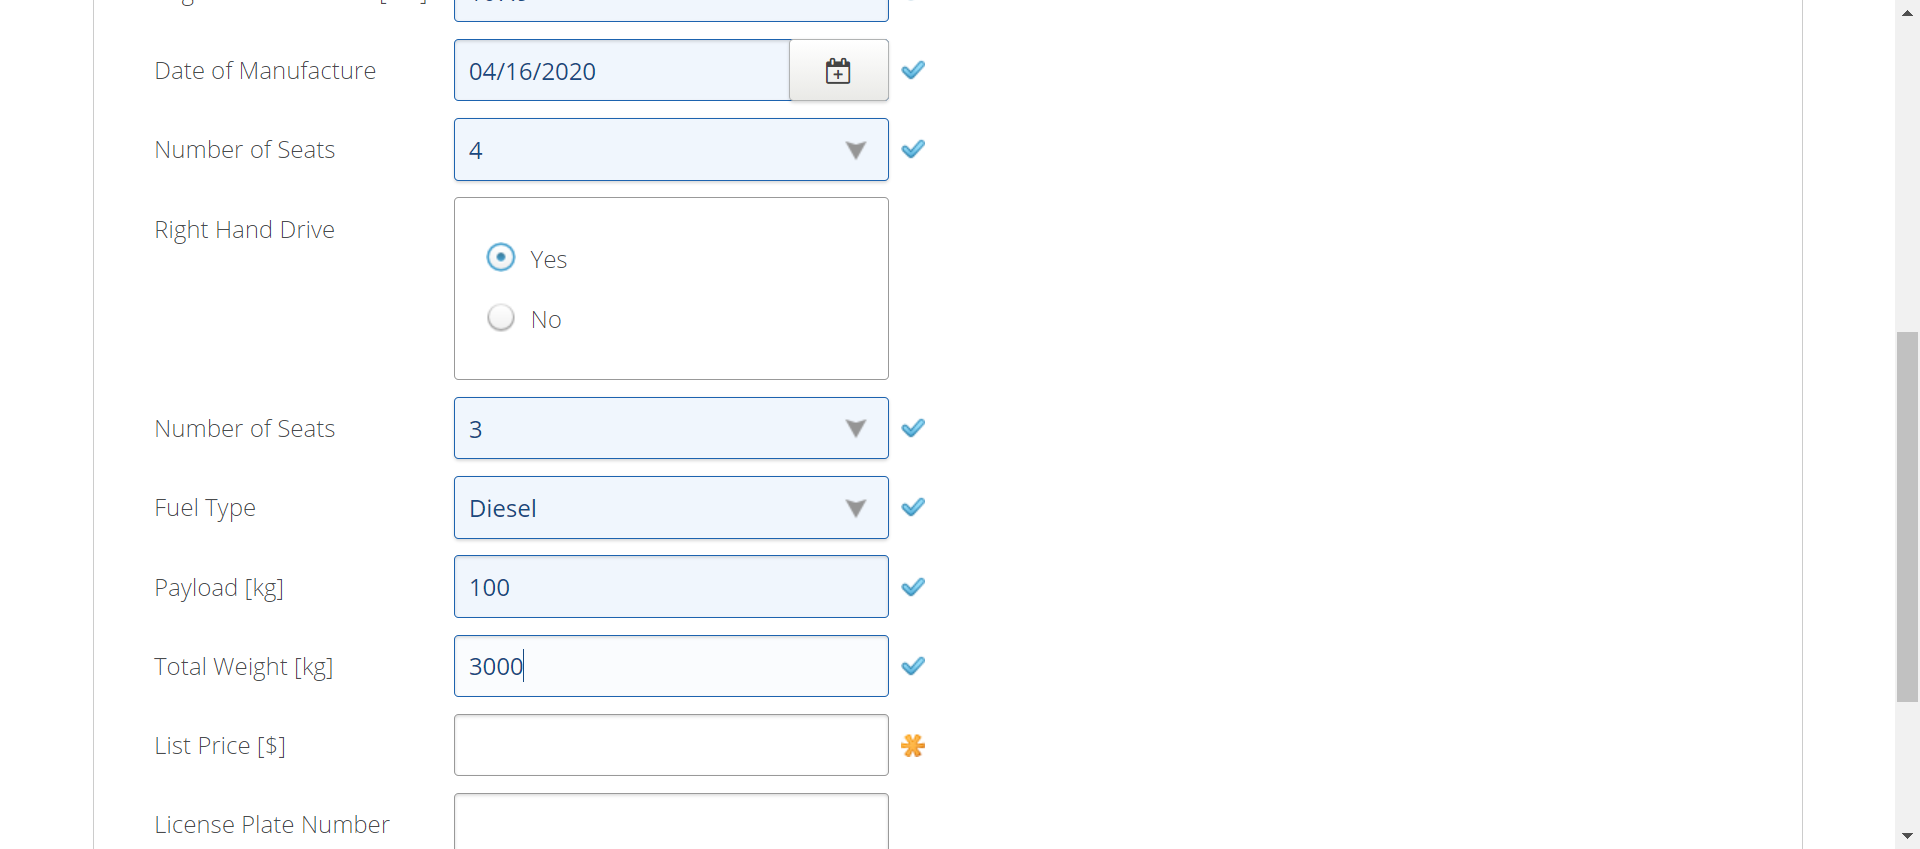 Date of Manufacture 04/16/2020
Number of Seats 4
Right Hand Drive
Yes
No
Number of Seats 3
Fuel Type Diesel
Payload [kg] 100
Total Weight [kg] 3000
List Price [$]
License Plate Number